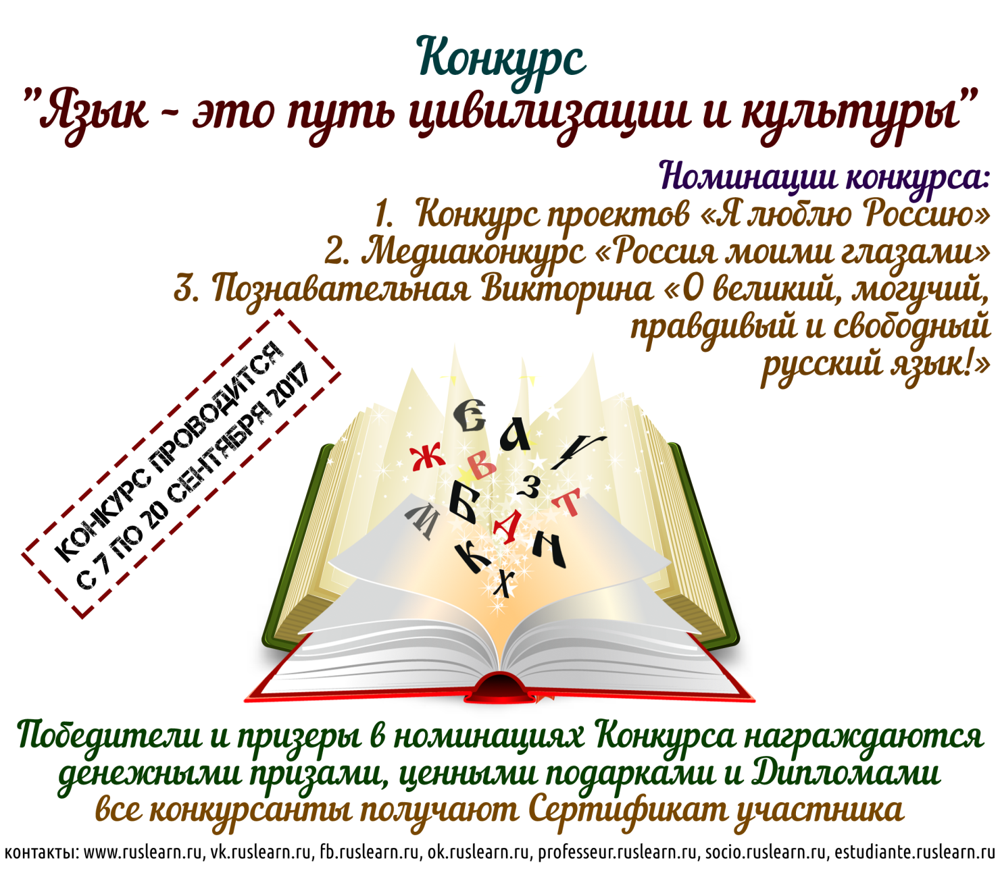 Конкурс
"Язык - это путь цивилизации и культуры"
Номинации конкурса:
1. Конкурс проектов «Я люблю Россию»
2. Медиаконкурс «Россия моими глазами»
3. Познавательная Викторина «О великий, могучий,
правдивый и свободный
русский язык!»
КОНКУРС ПРОВОДИТСЯ
С 7 ПО 20 СЕНТЯБРЯ 2017
Є А У
Ж В
Б З Т
М А Н
К Х
Победители и призеры в номинациях Конкурса награждаются
денежными призами, ценными подарками и Дипломами
все конкурсанты получают Сертификат участника
контакты: www.ruslearn.ru, vk.ruslearn.ru, fb.ruslearn.ru, ok.ruslearn.ru, professeur.ruslearn.ru, socio.ruslearn.ru, estudiante.ruslearn.ru